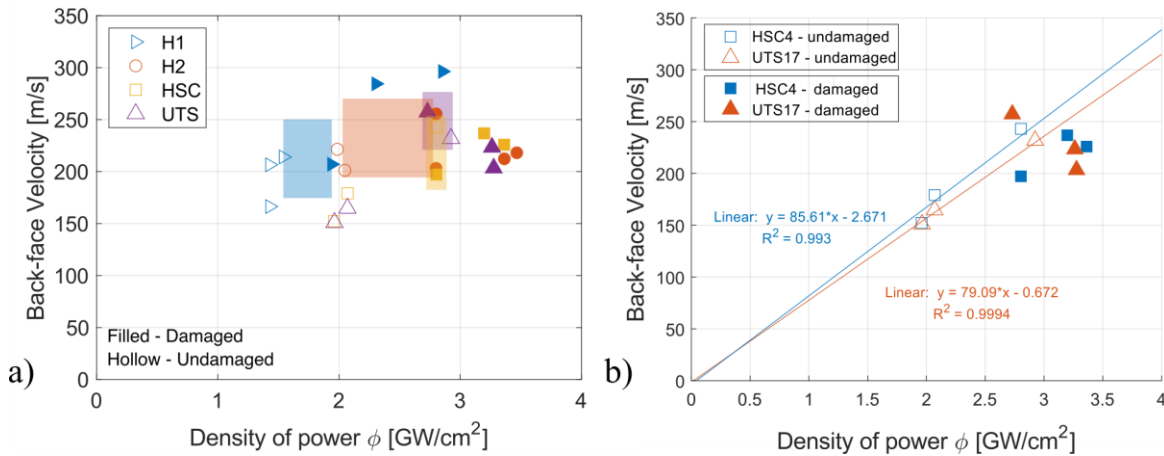 350
300
250
200
150
100
50
0
Back-face Velocity [m/s]
H1
H2
HSC
UTS
Filled - Damaged
Hollow - Undamaged
a)
0 1 2 3 4
Density of power ϕ [GW/cm²]
350
300
250
200
150
100
50
0
Back-face Velocity [m/s]
HSC4 - undamaged
UTS17 - undamaged
HSC4 - damaged
UTS17 - damaged
Linear: y = 85.61*x - 2.671
R² = 0.993
Linear: y = 79.09*x - 0.672
R² = 0.9994
b)
0 0.5 1 1.5 2 2.5 3 3.5 4
Density of power ϕ [GW/cm²]